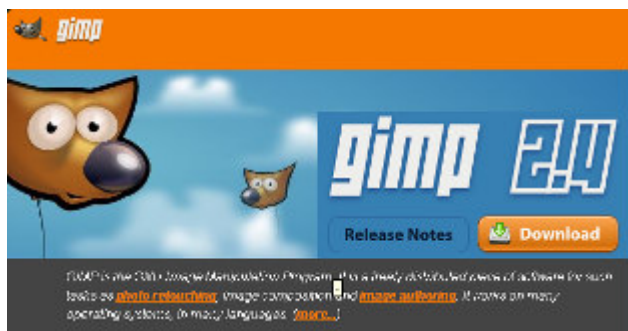 gimp
gimp 2.4
Release Notes Download
GIMP is the GNU Image Manipulation Program. It is a freely distributed piece of software for such
tasks as photo retouching, image composition and image authoring. It works on many
operating systems, in many languages. (more...)